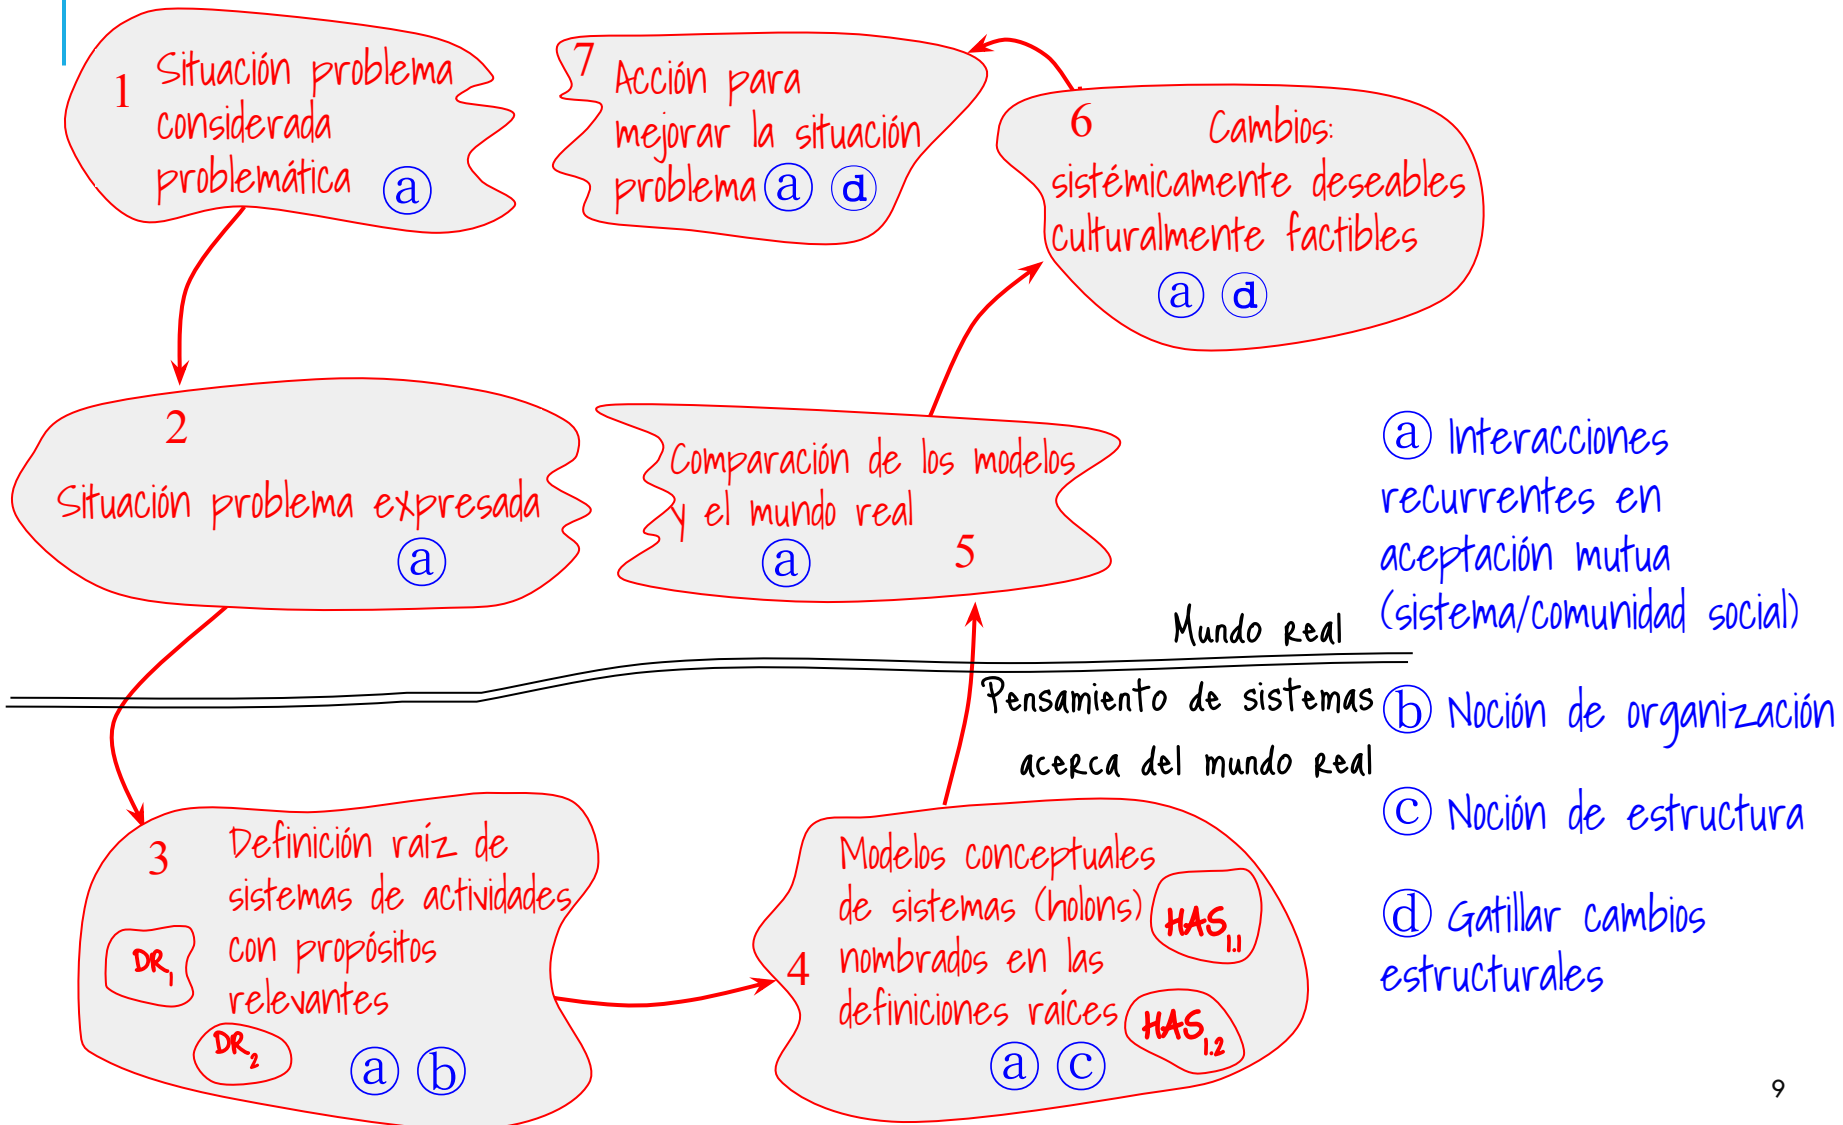 1
Situación problema
considerada
problemática ⓐ
7
Acción para
mejorar la situación
problema ⓐ ⓓ
6
Cambios:
sistémicamente deseables
culturalmente factibles
ⓐ ⓓ
2
Situación problema expresada
ⓐ
Comparación de los modelos
y el mundo real
ⓐ 5
Mundo Real
Pensamiento de sistemas
acerca del mundo Real
3
Definición raíz de
sistemas de actividades
con propósitos
relevantes
DR1
DR2
ⓐ ⓑ
4
Modelos conceptuales
de sistemas (holons)
nombrados en las
definiciones raíces
HAS1.1
HAS1.2
ⓐ ⓒ
ⓐ Interacciones
recurrentes en
aceptación mutua
(sistema/comunidad social)
ⓑ Noción de organización
ⓒ Noción de estructura
ⓓ Gatillar cambios
estructurales
9